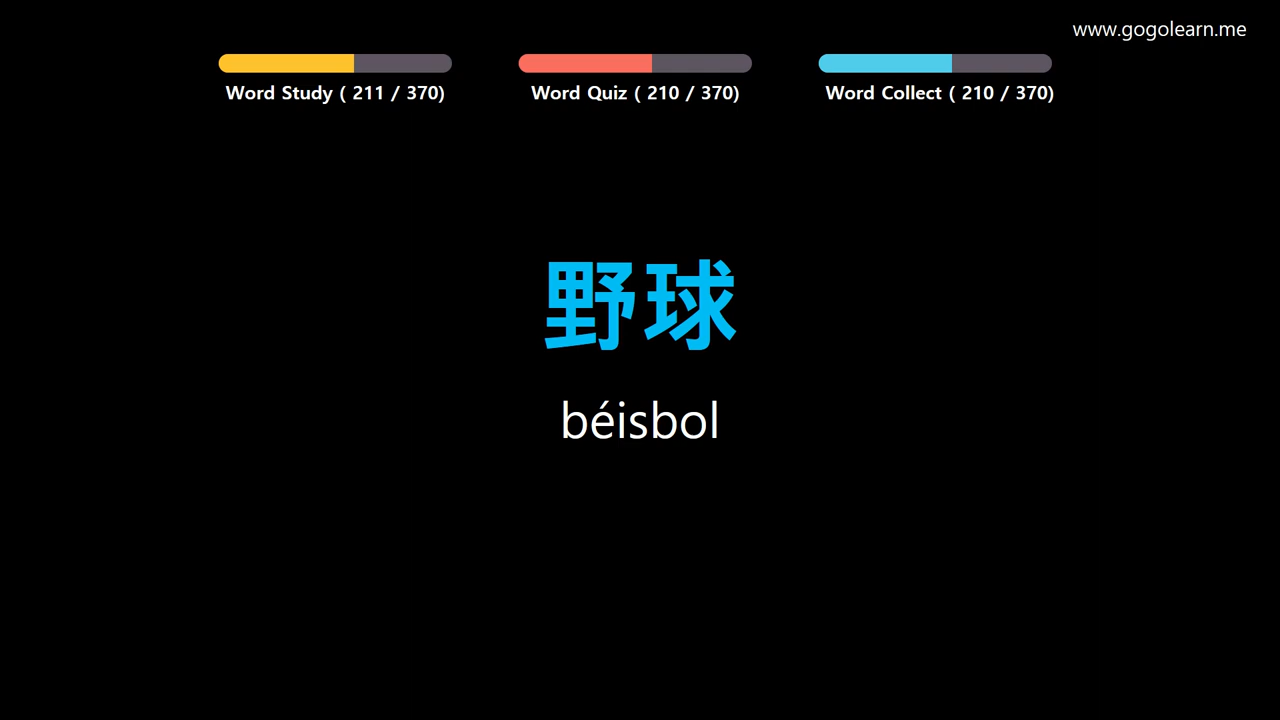 www.gogolearn.me
Word Study ( 211 / 370)
Word Quiz ( 210 / 370)
Word Collect ( 210 / 370)
野球
béisbol